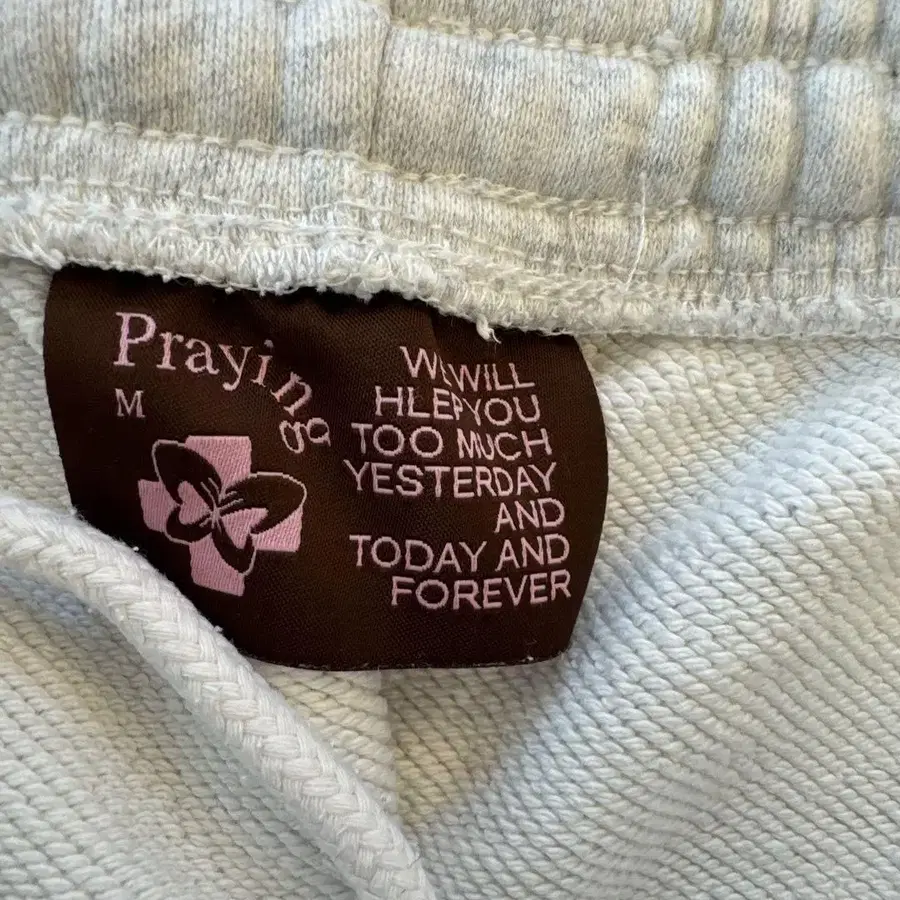 Praying
M
WE WILL
HLEP YOU
TOO MUCH
YESTERDAY
AND
TODAY AND
FOREVER